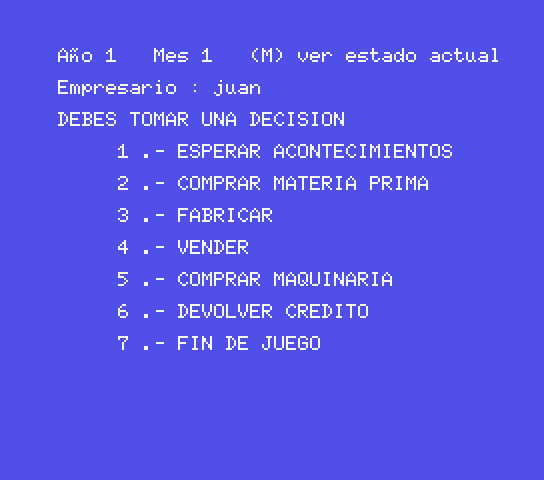 Año 1   Mes 1   (M) ver estado actual
Empresario : juan
DEBES TOMAR UNA DECISION
1 .- ESPERAR ACONTECIMIENTOS
2 .- COMPRAR MATERIA PRIMA
3 .- FABRICAR
4 .- VENDER
5 .- COMPRAR MAQUINARIA
6 .- DEVOLVER CREDITO
7 .- FIN DE JUEGO